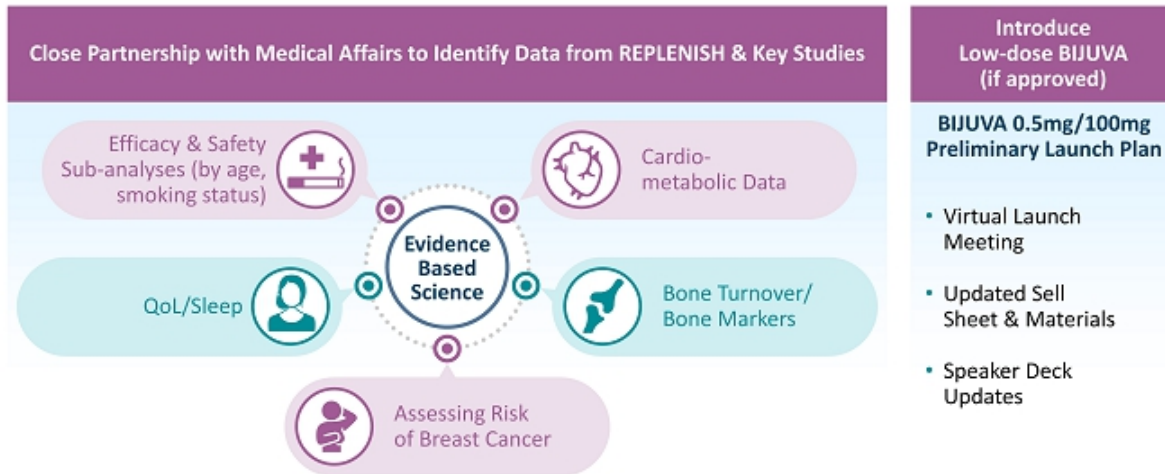 Close Partnership with Medical Affairs to Identify Data from REPLENISH & Key Studies
Efficacy & Safety
Sub-analyses (by age,
smoking status)
Cardio-
metabolic Data
Evidence
Based
Science
QoL/Sleep
Bone Turnover/
Bone Markers
Assessing Risk
of Breast Cancer
Introduce
Low-dose BIJUVA
(if approved)
BIJUVA 0.5mg/100mg
Preliminary Launch Plan
• Virtual Launch
Meeting
• Updated Sell
Sheet & Materials
• Speaker Deck
Updates